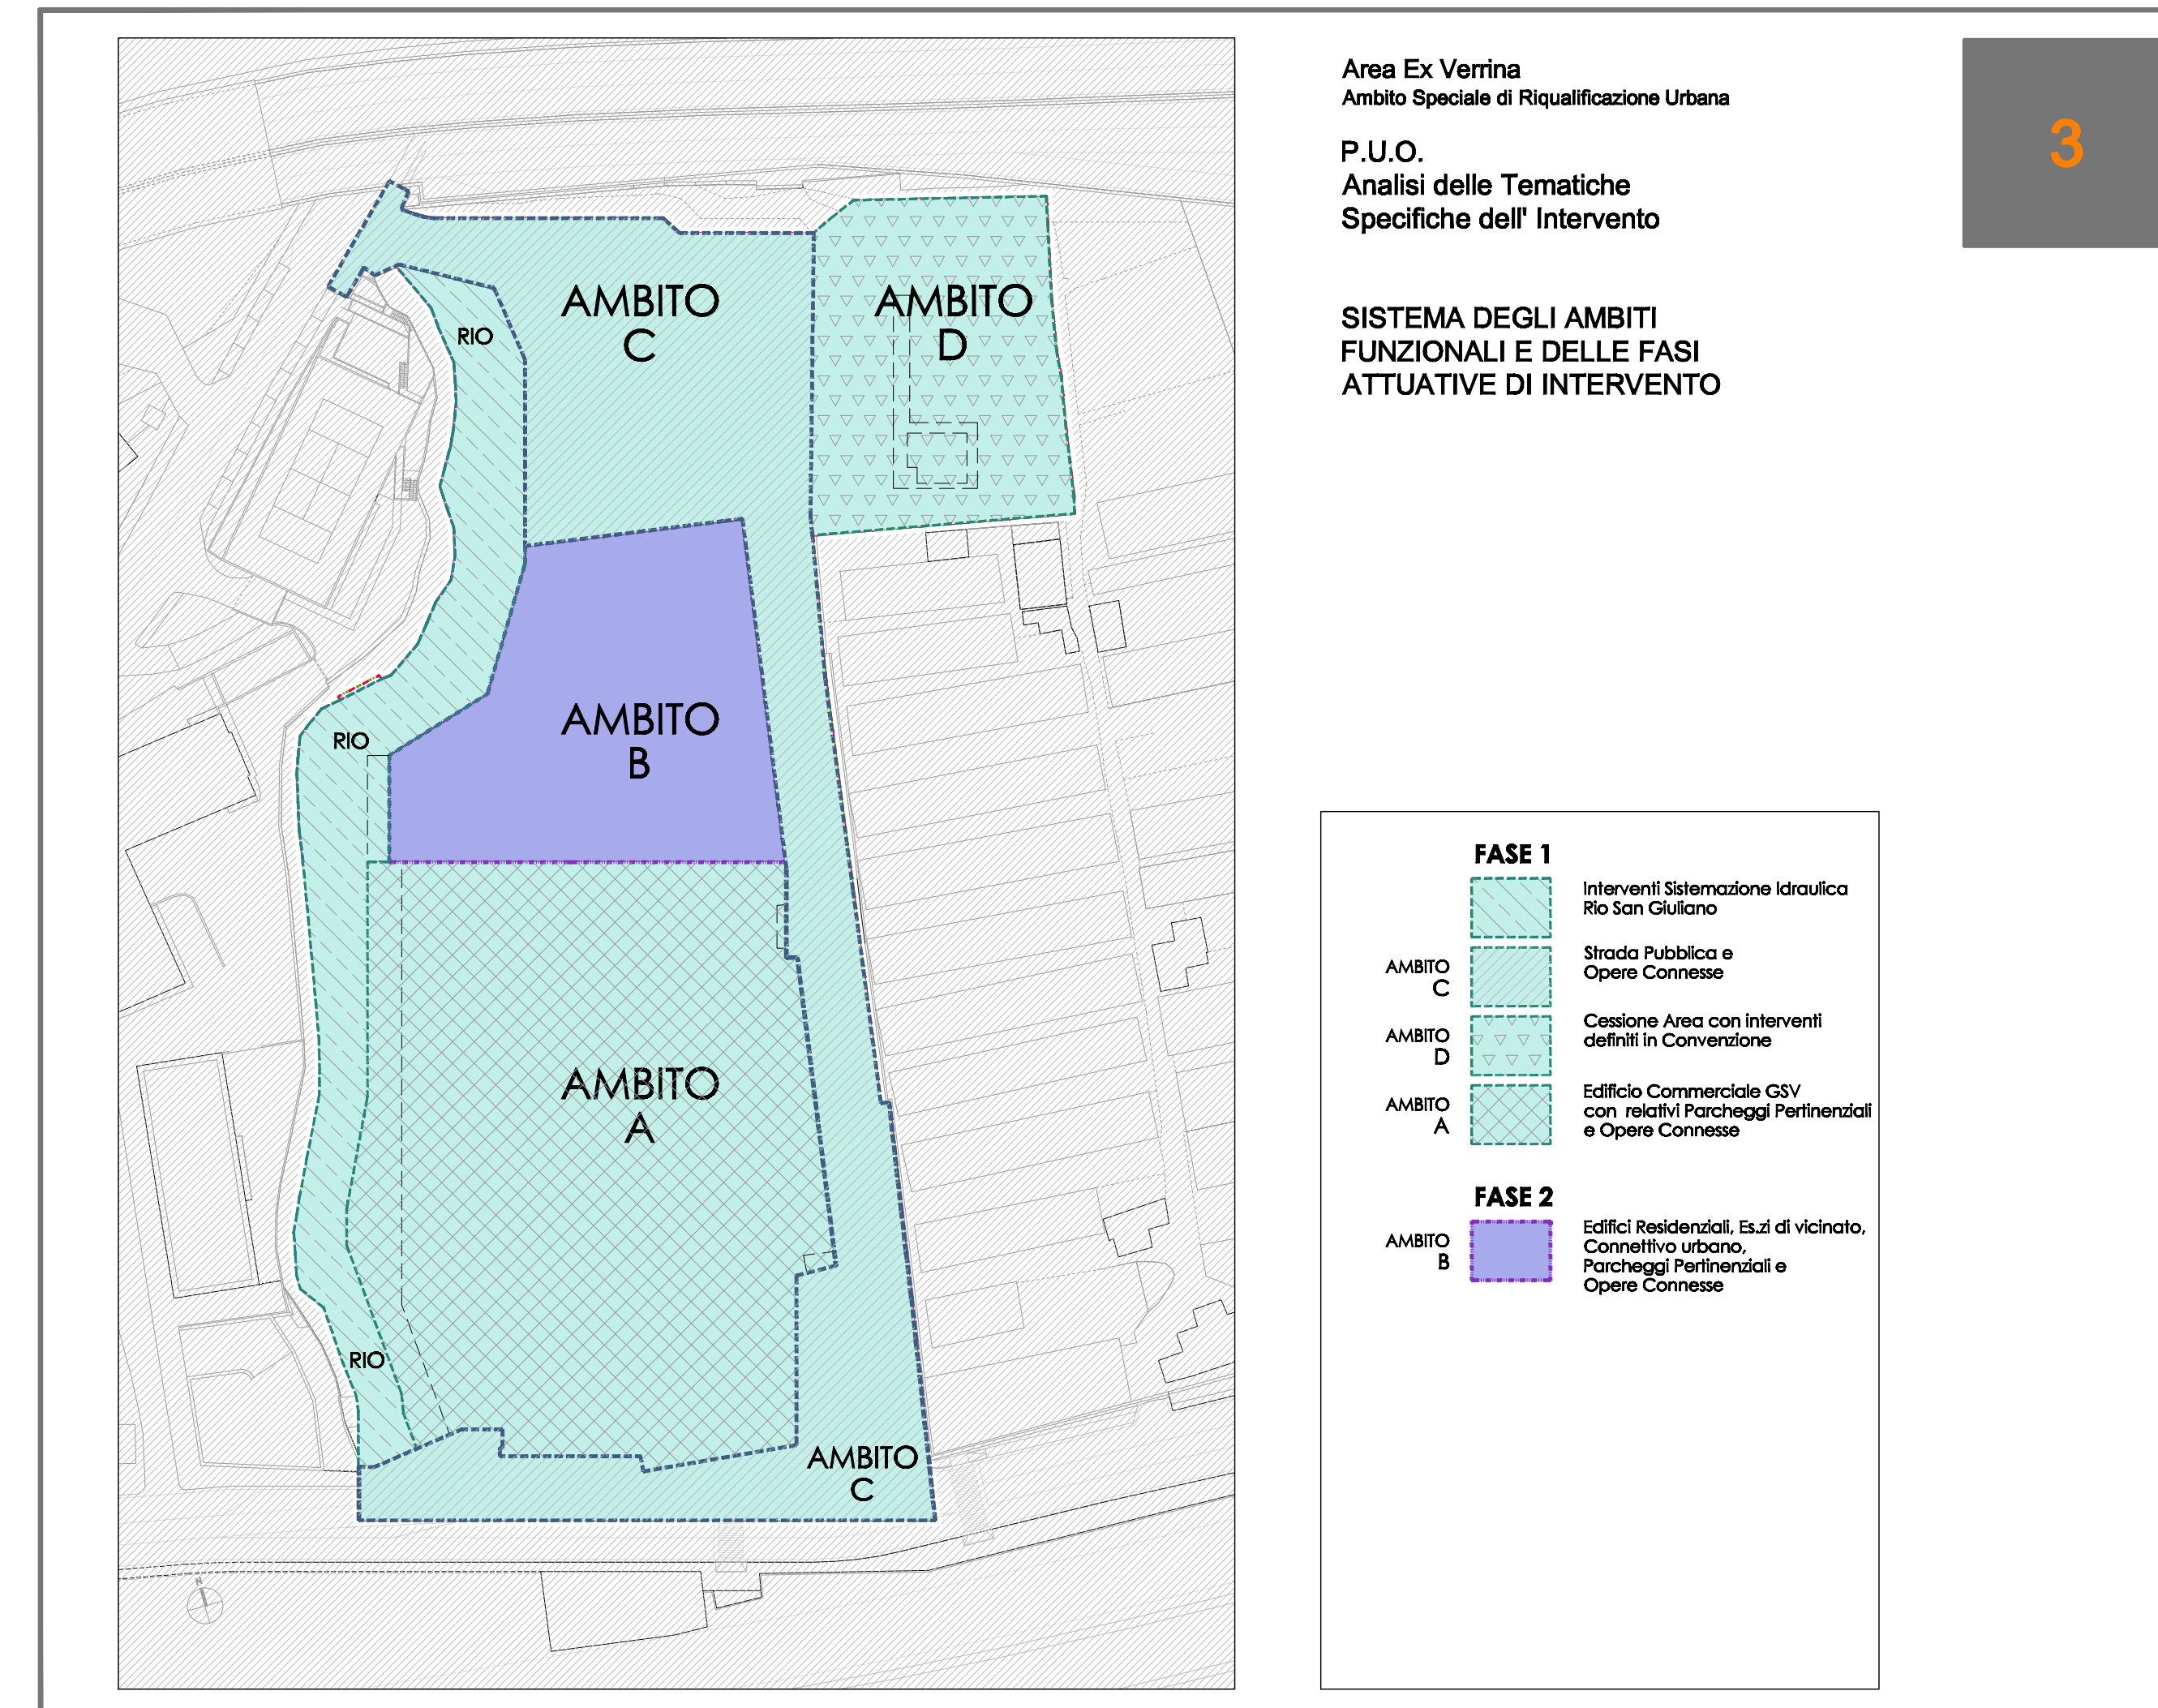 Area Ex Verrina
Ambito Speciale di Riqualificazione Urbana
P.U.O.
Analisi delle Tematiche
Specifiche dell' Intervento
SISTEMA DEGLI AMBITI
FUNZIONALI E DELLE FASI
ATTUATIVE DI INTERVENTO
3
AMBITO
C
AMBITO
D
RIO
AMBITO
B
RIO
AMBITO
A
RIO
AMBITO
C
N
FASE 1
Interventi Sistemazione Idraulica
Rio San Giuliano
AMBITO
C
Strada Pubblica e
Opere Connesse
AMBITO
D
Cessione Area con interventi
definiti in Convenzione
AMBITO
A
Edificio Commerciale GSV
con relativi Parcheggi Pertinenziali
e Opere Connesse
FASE 2
AMBITO
B
Edifici Residenziali, Es.zi di vicinato,
Connettivo urbano,
Parcheggi Pertinenziali e
Opere Connesse